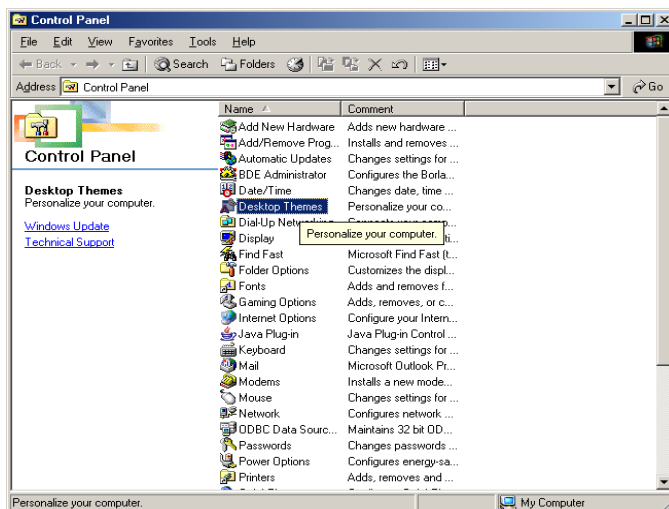 Control Panel
File Edit View Favorites Tools Help
Back Search Folders
Address Control Panel Go
Control Panel
Desktop Themes
Personalize your computer.
Windows Update
Technical Support
Name Comment
Add New Hardware Adds new hardware ...
Add/Remove Prog... Installs and removes ...
Automatic Updates Changes settings for ...
BDE Administrator Configures the Borla...
Date/Time Changes date, time ...
Desktop Themes Personalize your co...
Dial-Up Networking
Personalize your computer.
Display
Find Fast Microsoft Find Fast (t...
Folder Options Customizes the displ...
Fonts Adds and removes f...
Gaming Options Adds, removes, or c...
Internet Options Configure your Intern...
Java Plug-in Java Plug-in Control ...
Keyboard Changes settings for ...
Mail Microsoft Outlook Pr...
Modems Installs a new mode...
Mouse Changes settings for ...
Network Configures network ...
ODBC Data Sourc... Maintains 32 bit OD...
Passwords Changes passwords ...
Power Options Configures energy-sa...
Printers Adds, removes and ...
Personalize your computer. My Computer